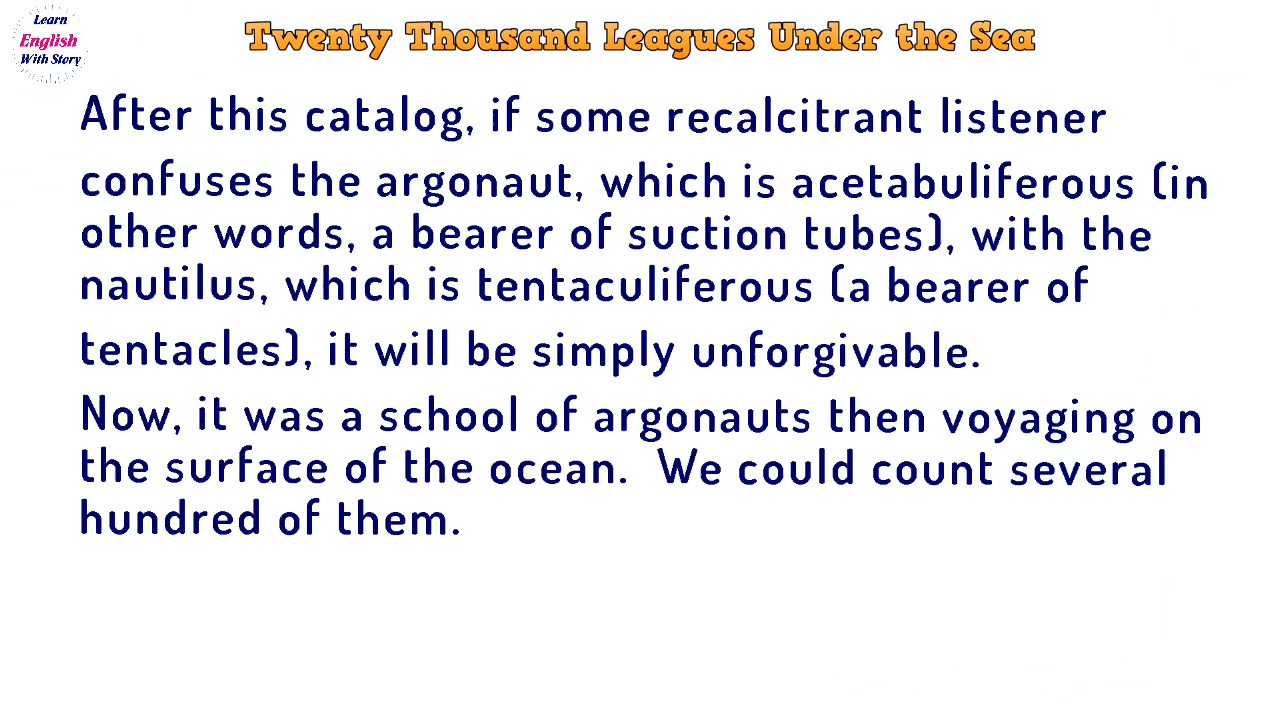 Learn
English
With Story
Twenty Thousand Leagues Under the Sea
After this catalog, if some recalcitrant listener
confuses the argonaut, which is acetabuliferous (in
other words, a bearer of suction tubes), with the
nautilus, which is tentaculiferous (a bearer of
tentacles), it will be simply unforgivable.
Now, it was a school of argonauts then voyaging on
the surface of the ocean.  We could count several
hundred of them.